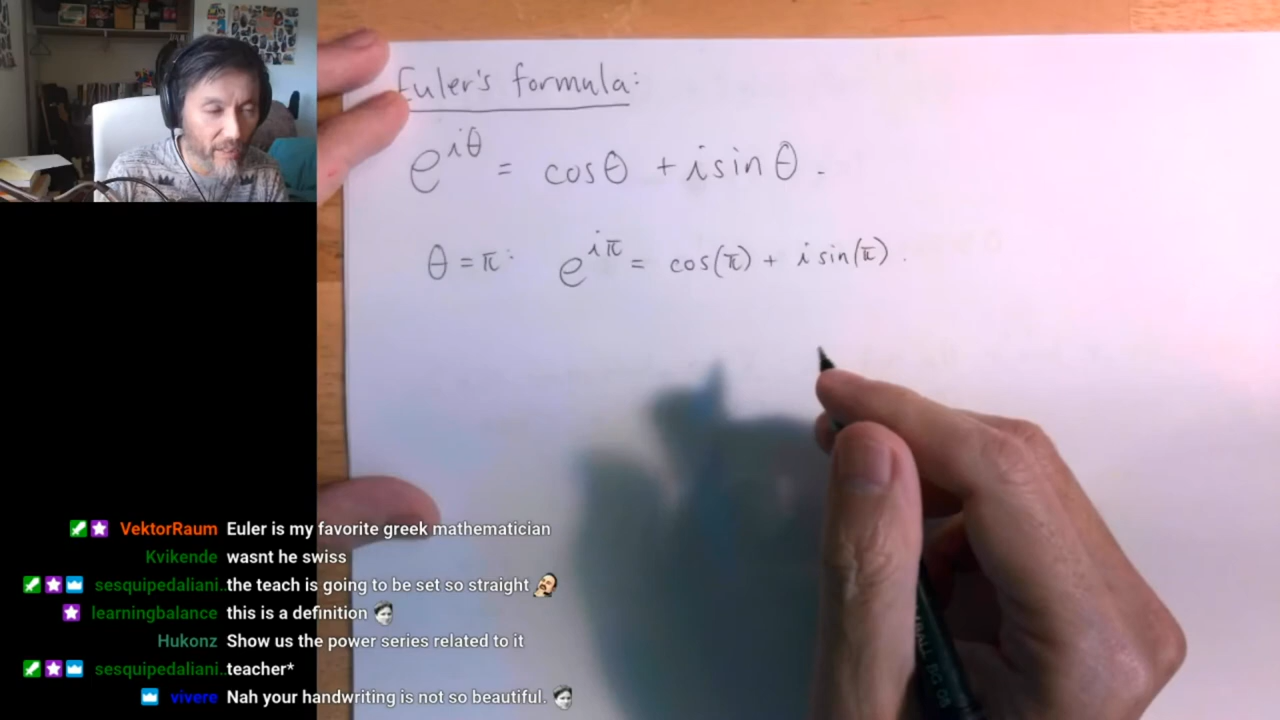 Euler's formula:
e^{iθ} = cosθ + i sin θ.
θ = π: e^{iπ} = cos(π) + i sin(π).
VektorRaum Euler is my favorite greek mathematician
Kvikende wasnt he swiss
sesquipedaliani.. the teach is going to be set so straight
learningbalance this is a definition
Hukonz Show us the power series related to it
sesquipedaliani.. teacher*
vivere Nah your handwriting is not so beautiful.